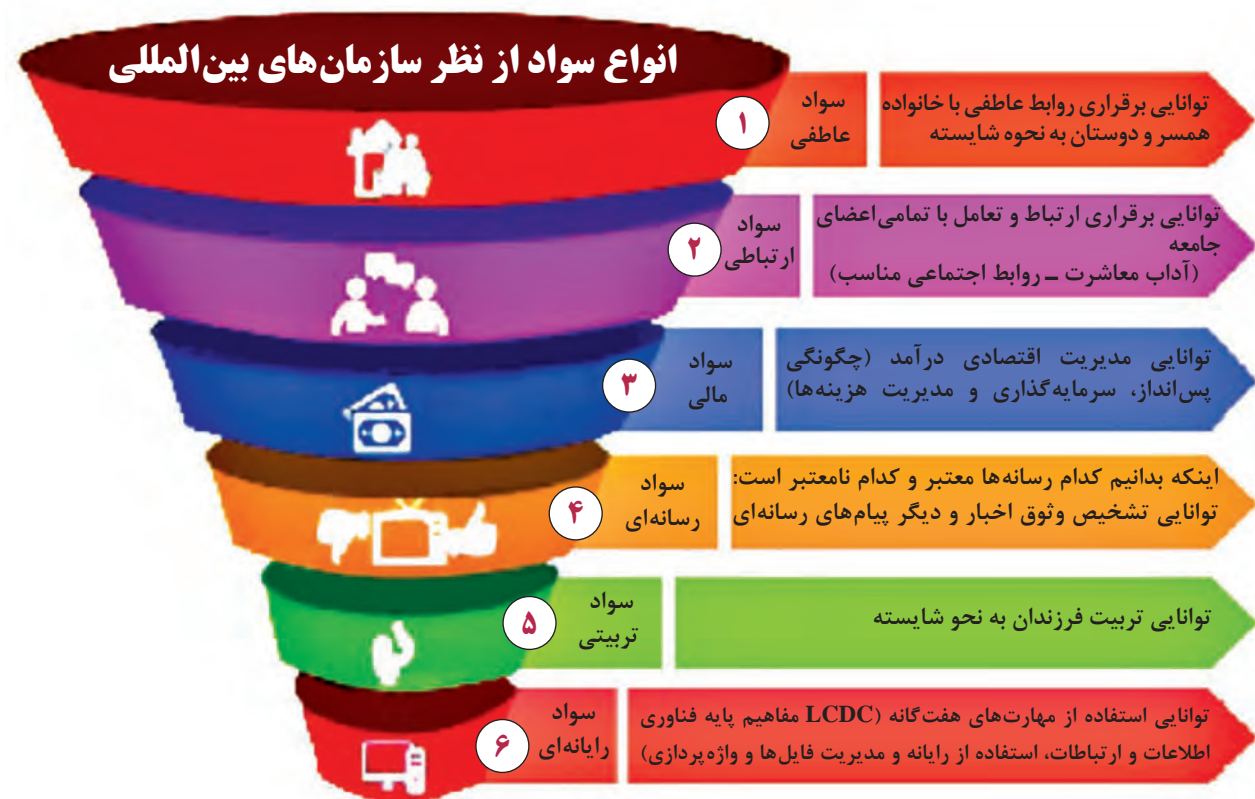 انواع سواد از نظر سازمان‌های بین‌المللی
۱
سواد
عاطفی
توانایی برقراری روابط عاطفی با خانواده
همسر و دوستان به نحوه شایسته
۲
سواد
ارتباطی
توانایی برقراری ارتباط و تعامل با تمامی اعضای
جامعه
(آداب معاشرت ــ روابط اجتماعی مناسب)
۳
سواد
مالی
توانایی مدیریت اقتصادی درآمد (چگونگی
پس‌انداز، سرمایه‌گذاری و مدیریت هزینه‌ها)
۴
سواد
رسانه‌ای
اینکه بدانیم کدام رسانه‌ها معتبر و کدام نامعتبر است:
توانایی تشخیص وثوق اخبار و دیگر پیام‌های رسانه‌ای
۵
سواد
تربیتی
توانایی تربیت فرزندان به نحو شایسته
۶
سواد
رایانه‌ای
توانایی استفاده از مهارت‌های هفت‌گانه (LCDC مفاهیم پایه فناوری
اطلاعات و ارتباطات، استفاده از رایانه و مدیریت فایل‌ها و واژه‌پردازی)